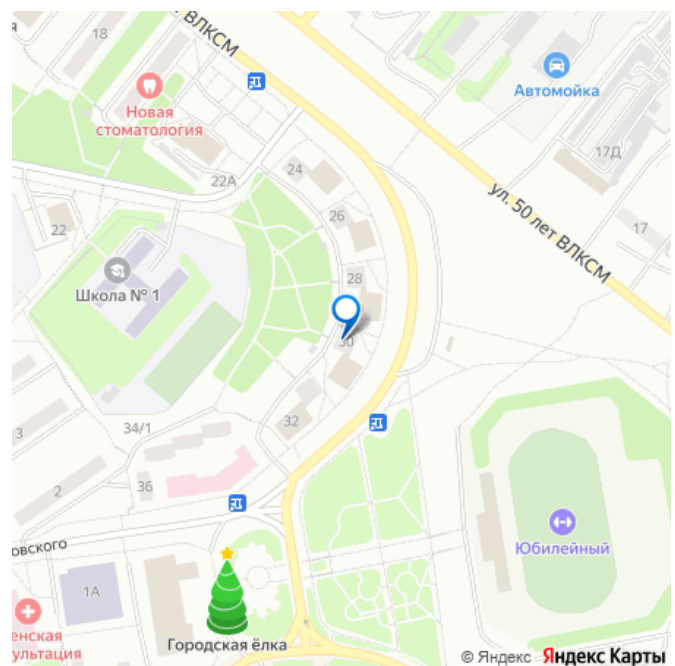 я
18
ВЛКСМ
Автомойка
Новая
стоматология
17Д
24
22А
ул. 50 лет ВЛКСМ
26
22
17
28
Школа № 1
30
32
34/1
3
36
2
овского
Юбилейный
1А
Городская ёлка
енская
ультация
© Яндекс Яндекс Карты